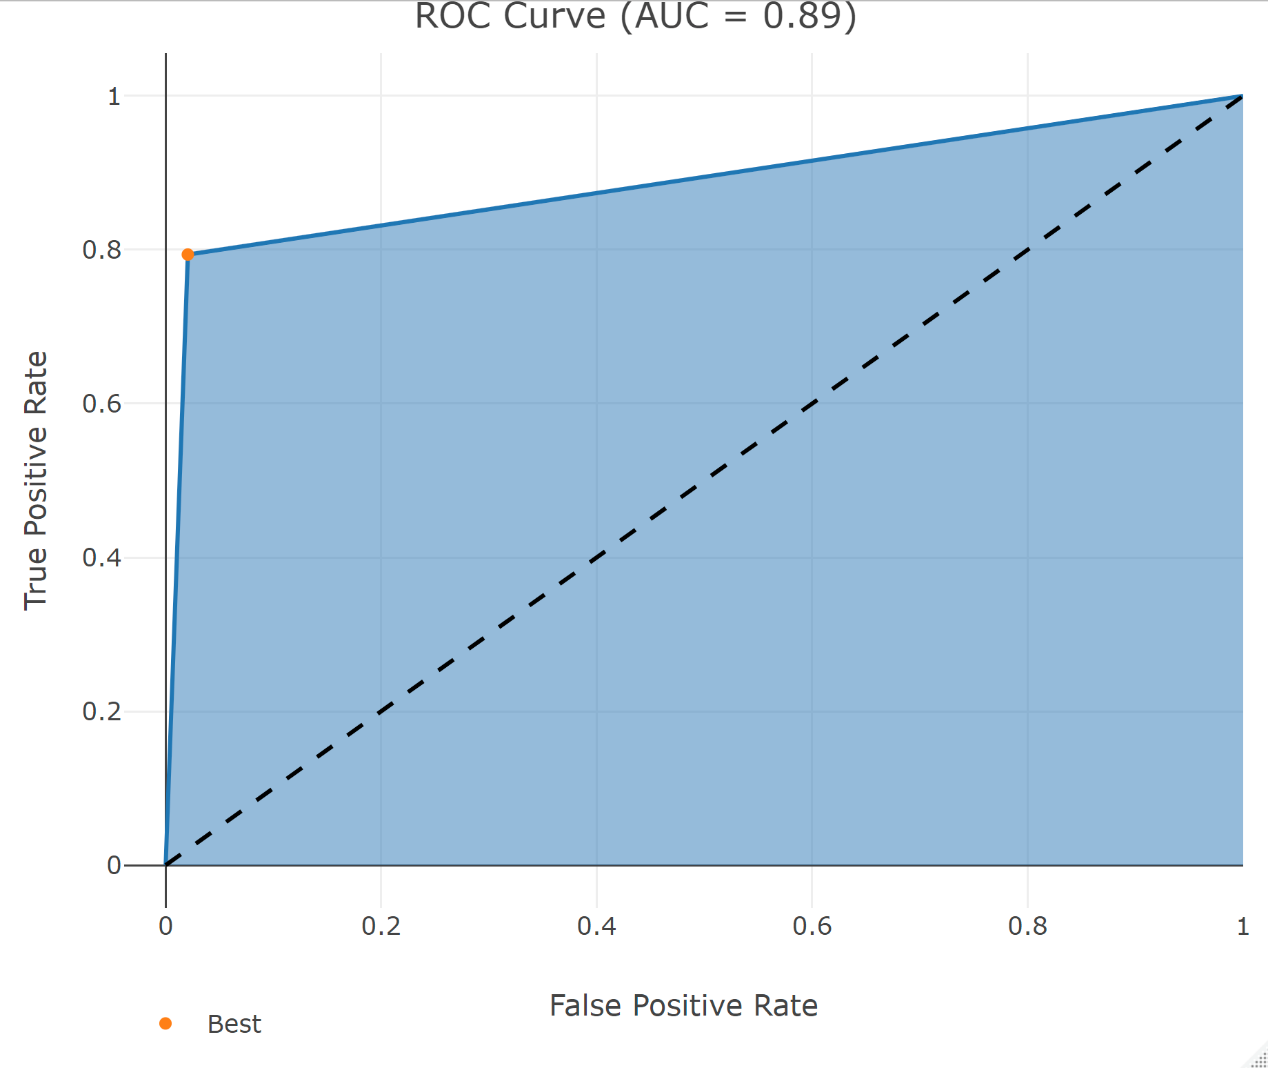 ROC Curve (AUC = 0.89)
True Positive Rate
1
0.8
0.6
0.4
0.2
0
0 0.2 0.4 0.6 0.8 1
False Positive Rate
Best